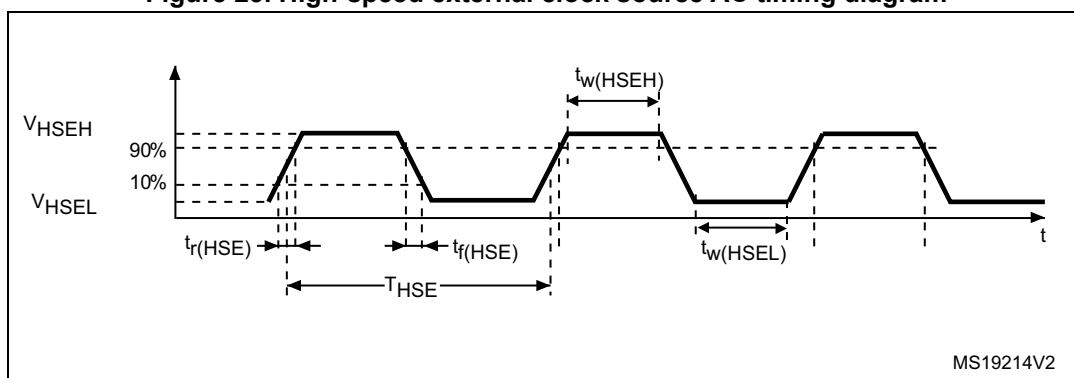 Figure 23. High-speed external clock source AC timing diagram
tw(HSEH)
VHSEH
90%
10%
VHSEL
tr(HSE)
tf(HSE)
tw(HSEL)
t
THSE
MS19214V2